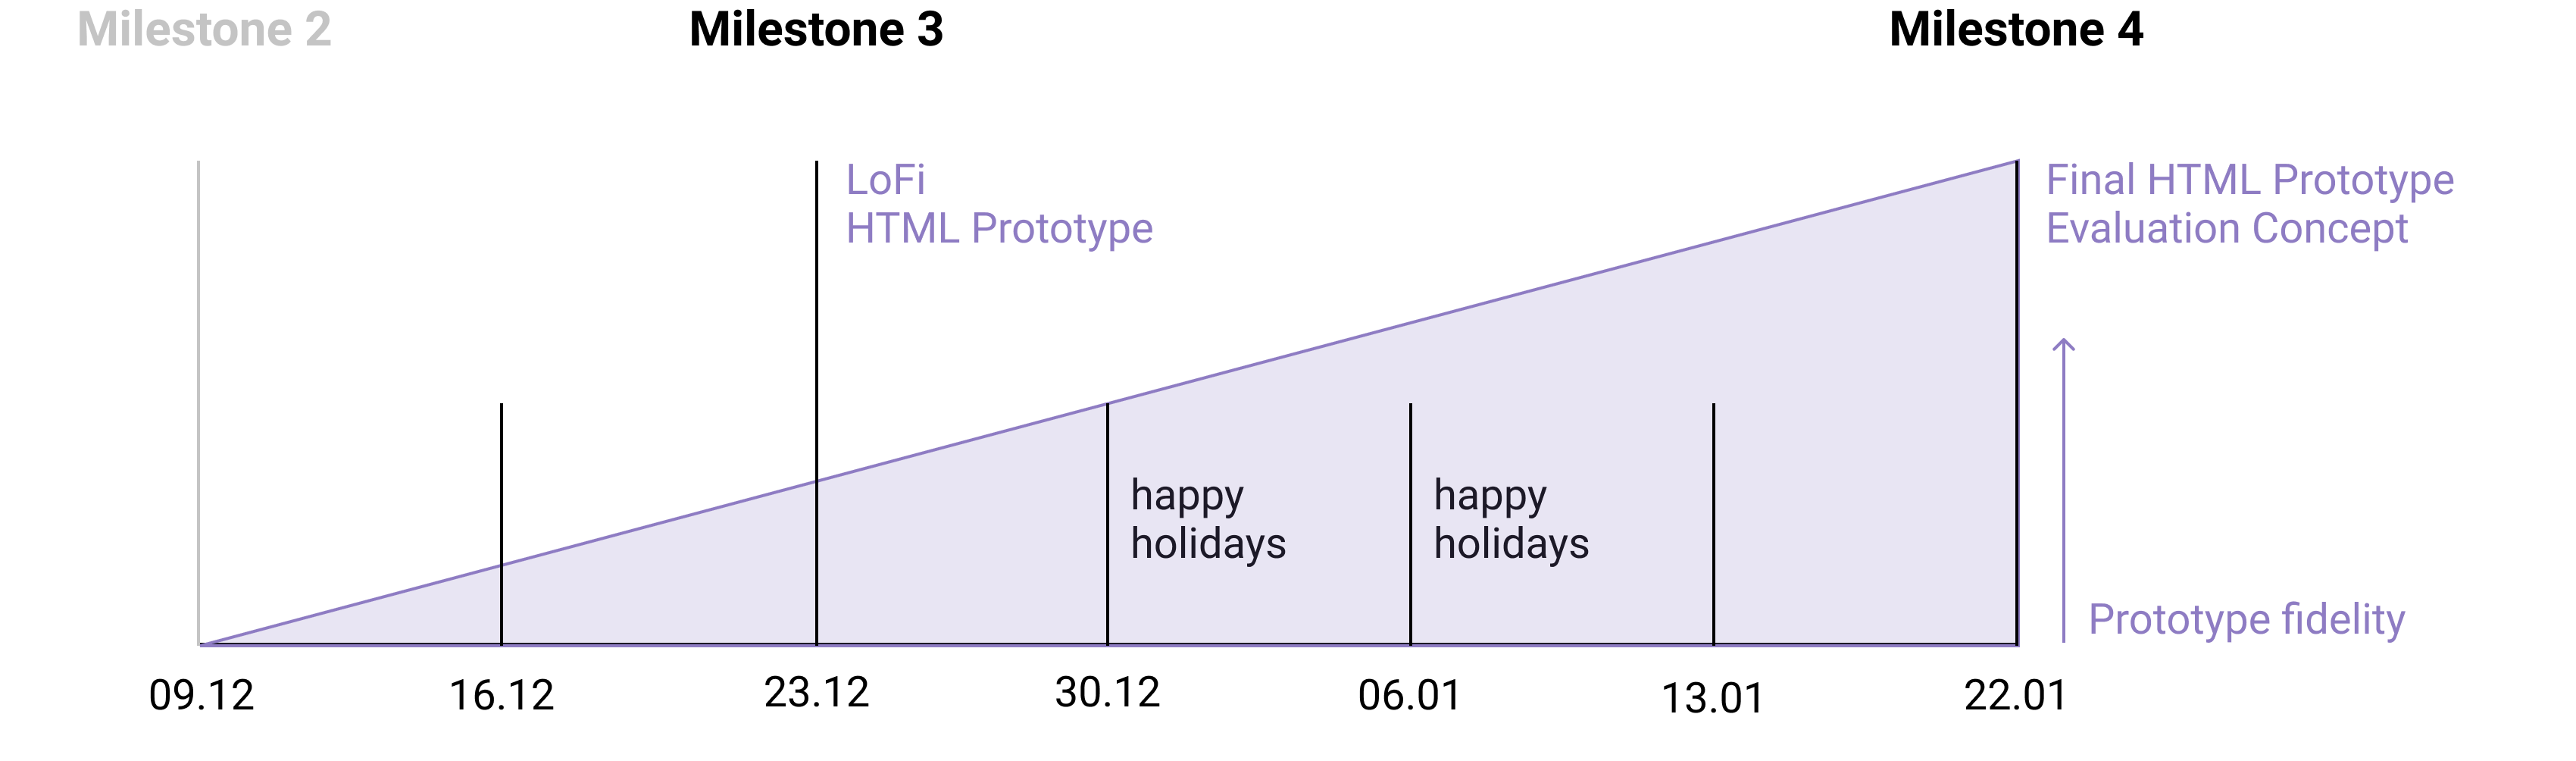 Milestone 2
Milestone 3
Milestone 4
LoFi
HTML Prototype
Final HTML Prototype
Evaluation Concept
happy
holidays
happy
holidays
Prototype fidelity
09.12
16.12
23.12
30.12
06.01
13.01
22.01